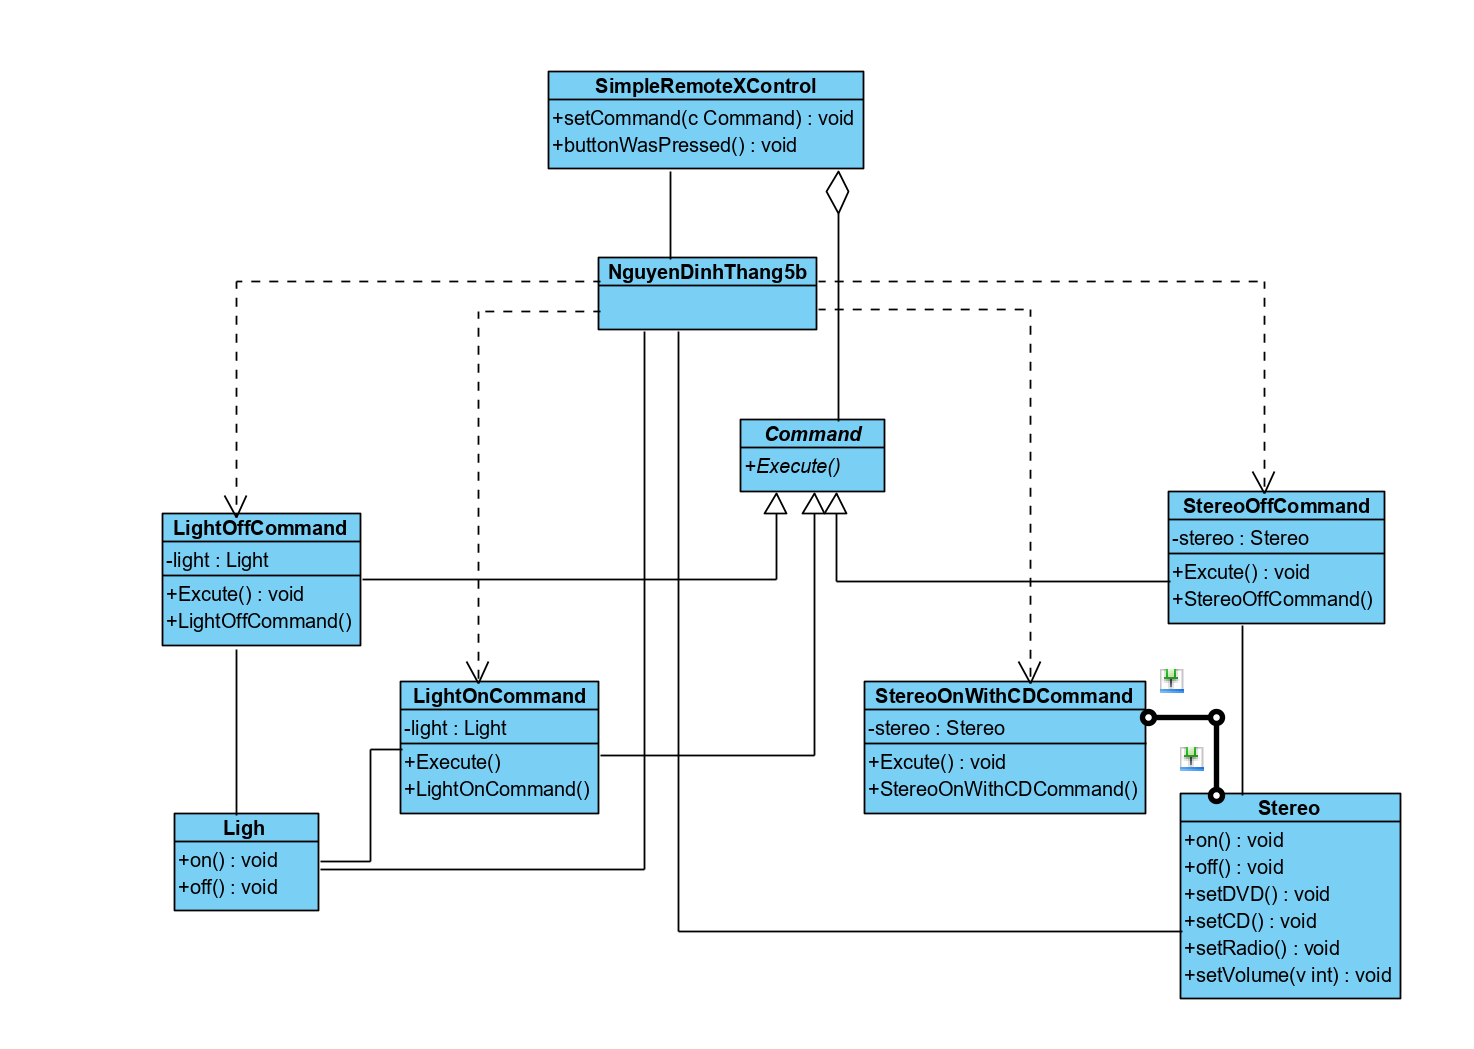 SimpleRemoteXControl
+setCommand(c Command) : void
+buttonWasPressed() : void
NguyenDinhThang5b
Command
+Execute()
LightOffCommand
-light : Light
+Excute() : void
+LightOffCommand()
StereoOffCommand
-stereo : Stereo
+Excute() : void
+StereoOffCommand()
LightOnCommand
-light : Light
+Execute()
+LightOnCommand()
StereoOnWithCDCommand
-stereo : Stereo
+Excute() : void
+StereoOnWithCDCommand()
Ligh
+on() : void
+off() : void
Stereo
+on() : void
+off() : void
+setDVD() : void
+setCD() : void
+setRadio() : void
+setVolume(v int) : void